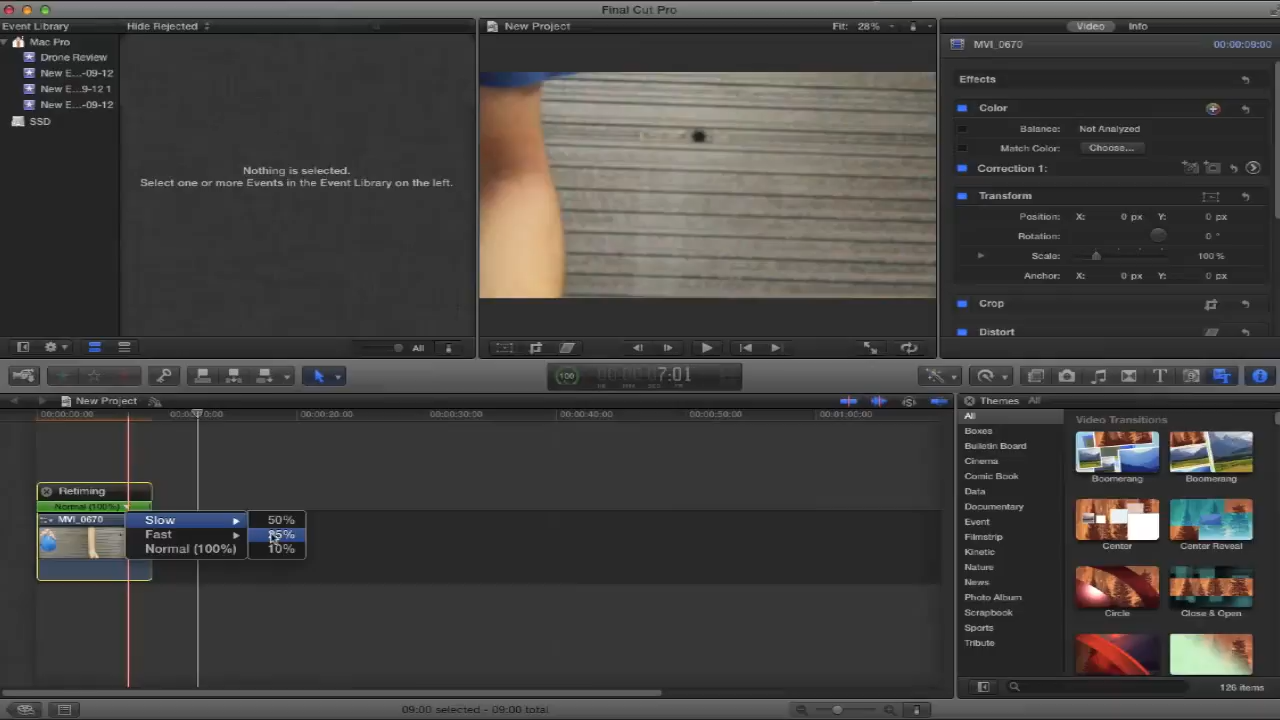 Final Cut Pro
Event Library
Hide Rejected
New Project
Fit: 28%
Video
Info
Mac Pro
Drone Review
New E...-09-12
New E...9-12 1
New E...-09-12
SSD
Nothing is selected.
Select one or more Events in the Event Library on the left.
All
MVI_0670
00:00:09:00
Effects
Color
Balance: Not Analyzed
Match Color: Choose...
Correction 1:
Transform
Position: X: 0 px Y: 0 px
Rotation: 0 °
Scale: 100 %
Anchor: X: 0 px Y: 0 px
Crop
Distort
100
7:01
New Project
00:00:00:00
00:00:20:00
00:00:30:00
00:00:40:00
00:00:50:00
00:01:00:00
Retiming
Normal (100%)
MVI_0670
Slow
Fast
Normal (100%)
50%
25%
10%
Themes All
All
Boxes
Bulletin Board
Cinema
Comic Book
Data
Documentary
Event
Filmstrip
Kinetic
Nature
News
Photo Album
Scrapbook
Sports
Tribute
Video Transitions
Boomerang
Boomerang
Center
Center Reveal
Circle
Close & Open
126 items
09:00 selected - 09:00 total